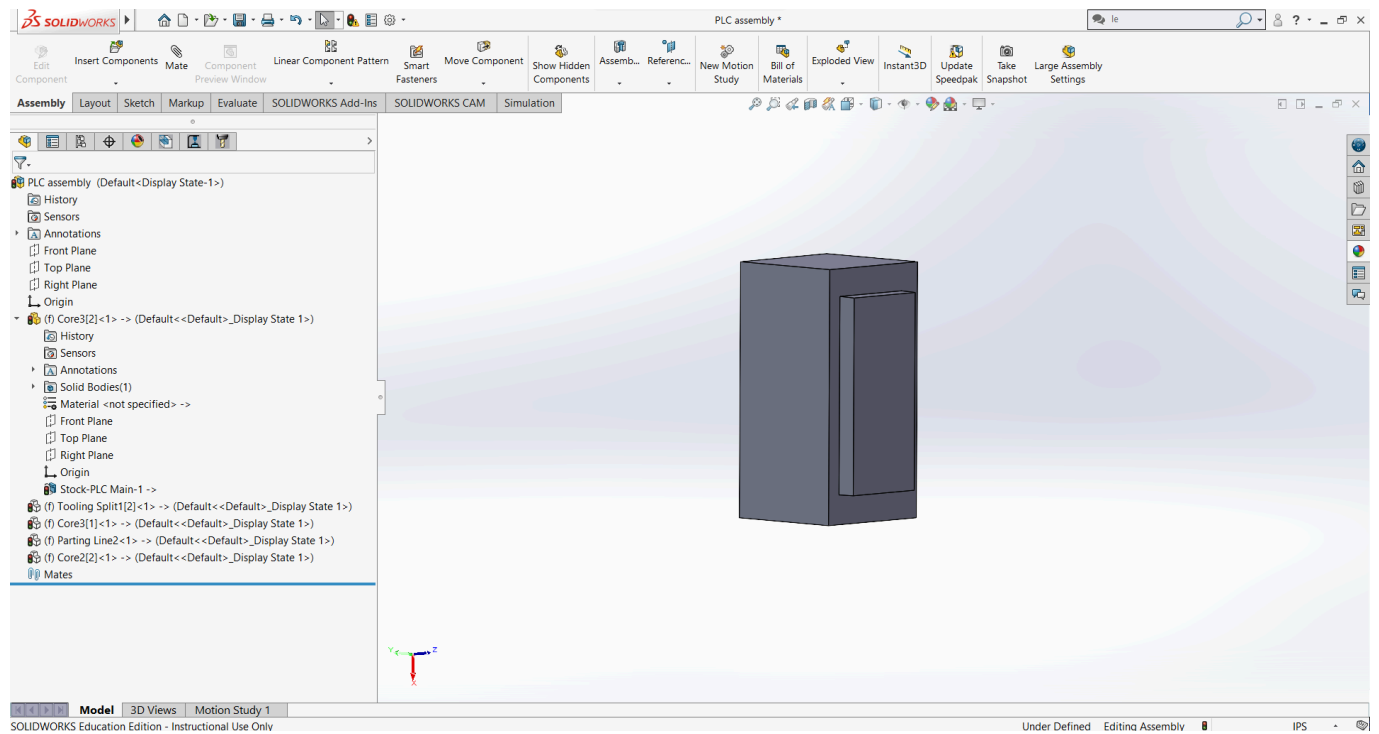 SOLIDWORKS
PLC assembly *
le
Edit Component
Insert Components
Mate
Component Preview Window
Linear Component Pattern
Smart Fasteners
Move Component
Show Hidden Components
Assemb...
Referenc...
New Motion Study
Bill of Materials
Exploded View
Instant3D
Update Speedpak
Take Snapshot
Large Assembly Settings
Assembly Layout Sketch Markup Evaluate SOLIDWORKS Add-Ins SOLIDWORKS CAM Simulation
PLC assembly (Default<Display State-1>)
History
Sensors
Annotations
Front Plane
Top Plane
Right Plane
Origin
(f) Core3[2]<1> -> (Default<<Default>_Display State 1>)
History
Sensors
Annotations
Solid Bodies(1)
Material <not specified> ->
Front Plane
Top Plane
Right Plane
Origin
Stock-PLC Main-1 ->
(f) Tooling Split1[2]<1> -> (Default<<Default>_Display State 1>)
(f) Core3[1]<1> -> (Default<<Default>_Display State 1>)
(f) Parting Line2<1> -> (Default<<Default>_Display State 1>)
(f) Core2[2]<1> -> (Default<<Default>_Display State 1>)
Mates
Y Z
X
Model 3D Views Motion Study 1
SOLIDWORKS Education Edition - Instructional Use Only
Under Defined Editing Assembly IPS